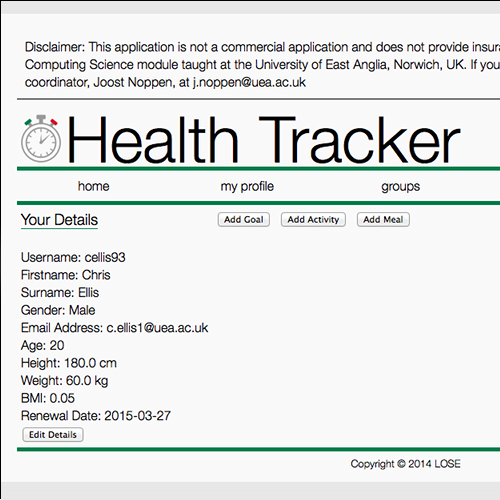 Disclaimer: This application is not a commercial application and does not provide insura
Computing Science module taught at the University of East Anglia, Norwich, UK. If you
coordinator, Joost Noppen, at j.noppen@uea.ac.uk
Health Tracker
home my profile groups
Your Details Add Goal Add Activity Add Meal
Username: cellis93
Firstname: Chris
Surname: Ellis
Gender: Male
Email Address: c.ellis1@uea.ac.uk
Age: 20
Height: 180.0 cm
Weight: 60.0 kg
BMI: 0.05
Renewal Date: 2015-03-27
Edit Details
Copyright © 2014 LOSE